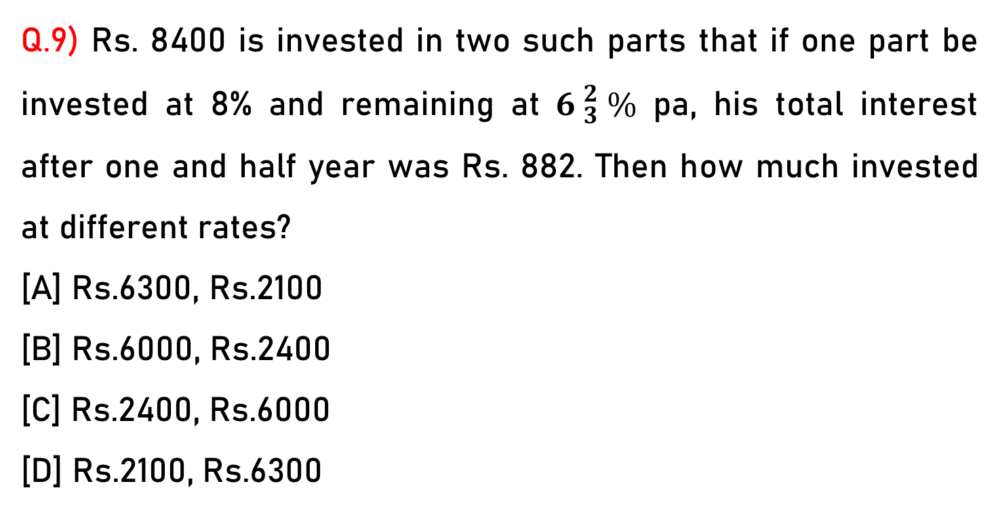 Q.9) Rs. 8400 is invested in two such parts that if one part be
invested at 8% and remaining at 6 2/3 % pa, his total interest
after one and half year was Rs. 882. Then how much invested
at different rates?
[A] Rs.6300, Rs.2100
[B] Rs.6000, Rs.2400
[C] Rs.2400, Rs.6000
[D] Rs.2100, Rs.6300